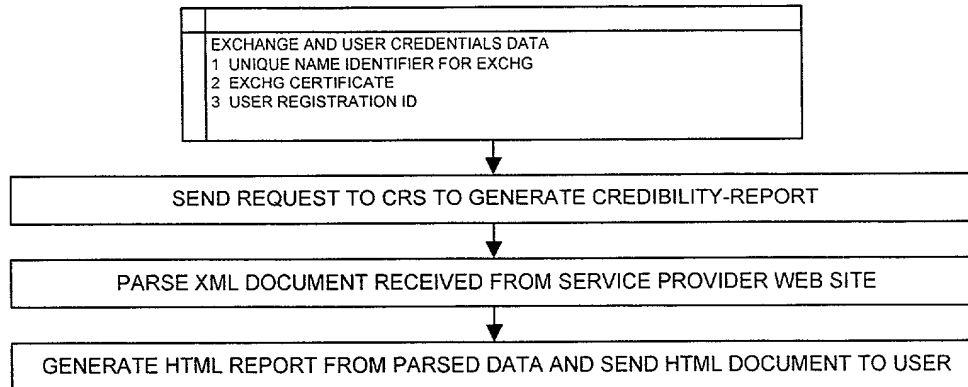 EXCHANGE AND USER CREDENTIALS DATA
1 UNIQUE NAME IDENTIFIER FOR EXCHG
2 EXCHG CERTIFICATE
3 USER REGISTRATION ID
SEND REQUEST TO CRS TO GENERATE CREDIBILITY-REPORT
PARSE XML DOCUMENT RECEIVED FROM SERVICE PROVIDER WEB SITE
GENERATE HTML REPORT FROM PARSED DATA AND SEND HTML DOCUMENT TO USER